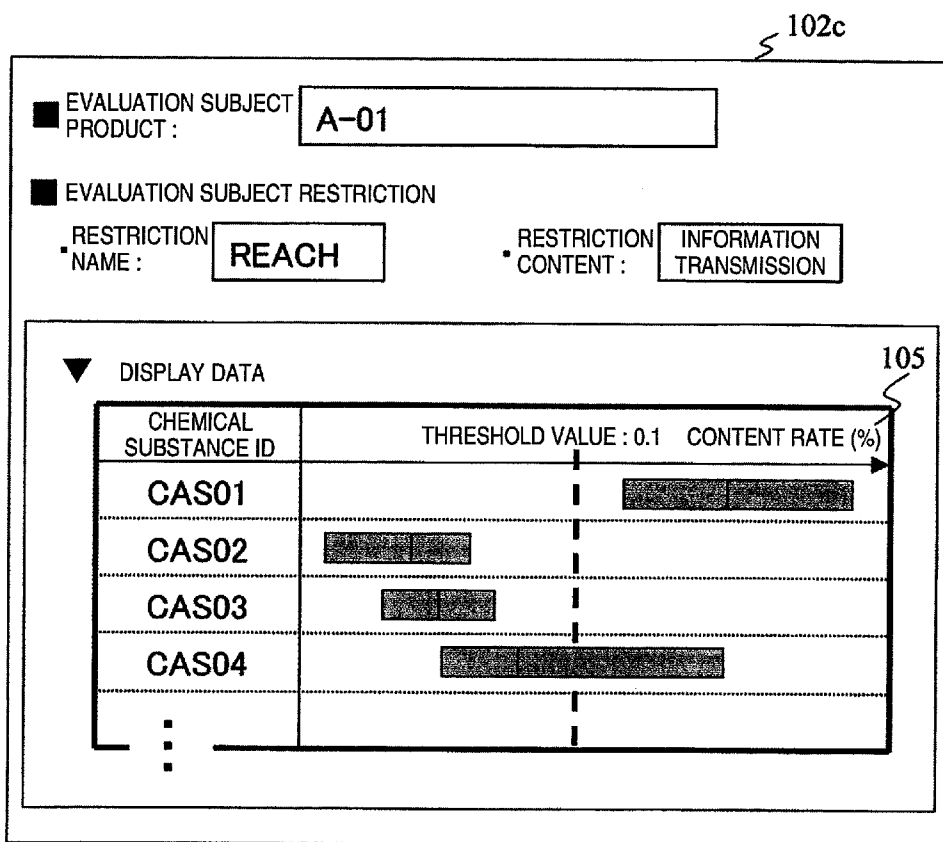 102c
■ EVALUATION SUBJECT
PRODUCT :
A-01
■ EVALUATION SUBJECT RESTRICTION
▪ RESTRICTION
NAME :
REACH
▪ RESTRICTION
CONTENT :
INFORMATION
TRANSMISSION
105
▼ DISPLAY DATA
CHEMICAL
SUBSTANCE ID
THRESHOLD VALUE : 0.1 CONTENT RATE (%)
CAS01
CAS02
CAS03
CAS04